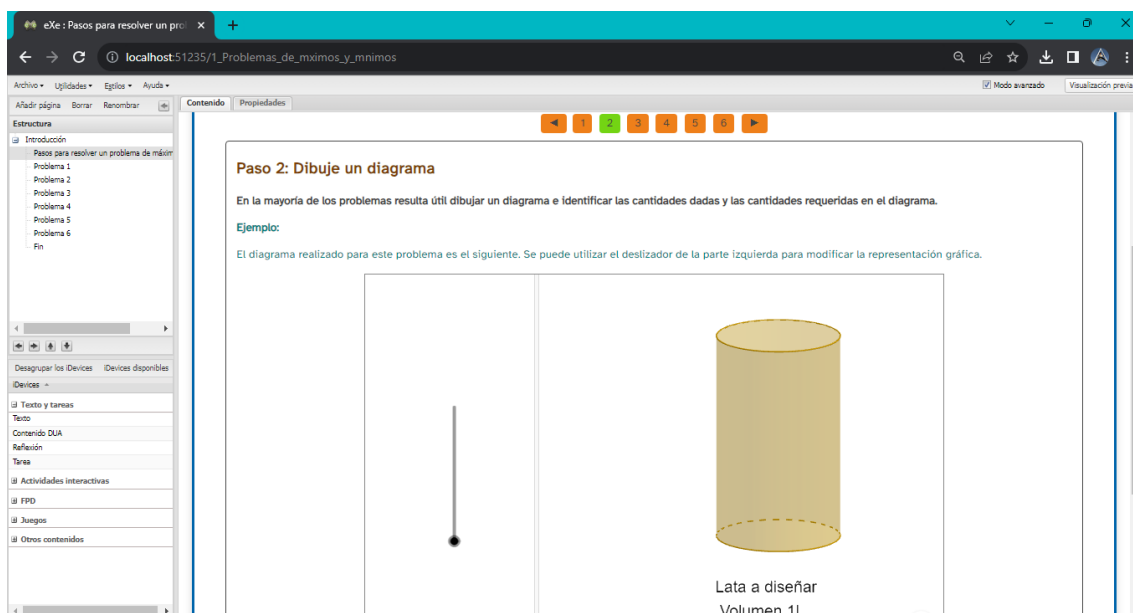 eXe : Pasos para resolver un pro
localhost:51235/1_Problemas_de_mximos_y_mnimos
Archivo Utilidades Estilos Ayuda
Modo avanzado
Visualización previa
Añadir página Borrar Renombrar
Contenido Propiedades
Estructura
Introducción
Pasos para resolver un problema de máxim
Problema 1
Problema 2
Problema 3
Problema 4
Problema 5
Problema 6
Fin
Desagrupar los iDevices iDevices disponibles
iDevices
Texto y tareas
Texto
Contenido DUA
Reflexión
Tarea
Actividades interactivas
FPD
Juegos
Otros contenidos
1 2 3 4 5 6
Paso 2: Dibuje un diagrama
En la mayoría de los problemas resulta útil dibujar un diagrama e identificar las cantidades dadas y las cantidades requeridas en el diagrama.
Ejemplo:
El diagrama realizado para este problema es el siguiente. Se puede utilizar el deslizador de la parte izquierda para modificar la representación gráfica.
Lata a diseñar
Volumen 1L